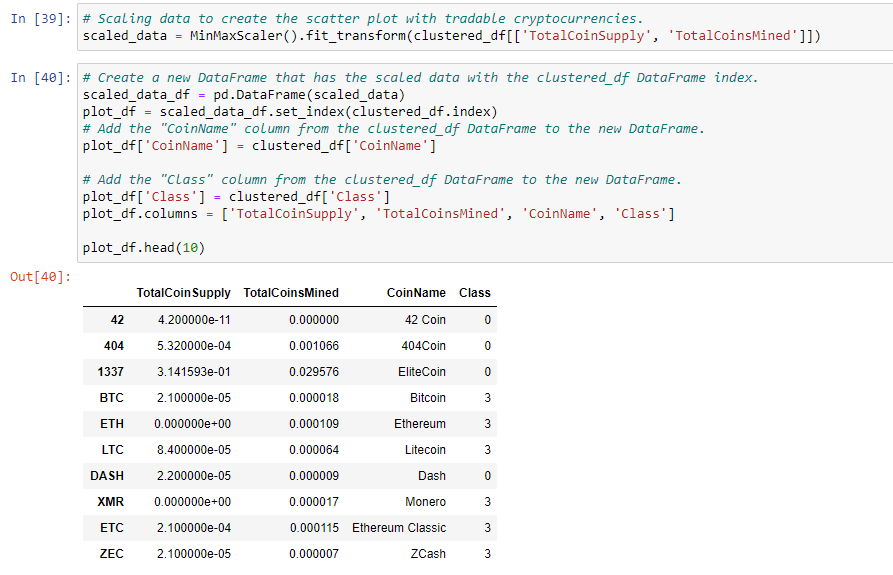 In [39]: # Scaling data to create the scatter plot with tradable cryptocurrencies.
scaled_data = MinMaxScaler().fit_transform(clustered_df[['TotalCoinSupply', 'TotalCoinsMined']])
In [40]: # Create a new DataFrame that has the scaled data with the clustered_df DataFrame index.
scaled_data_df = pd.DataFrame(scaled_data)
plot_df = scaled_data_df.set_index(clustered_df.index)
# Add the "CoinName" column from the clustered_df DataFrame to the new DataFrame.
plot_df['CoinName'] = clustered_df['CoinName']
# Add the "Class" column from the clustered_df DataFrame to the new DataFrame.
plot_df['Class'] = clustered_df['Class']
plot_df.columns = ['TotalCoinSupply', 'TotalCoinsMined', 'CoinName', 'Class']
plot_df.head(10)
Out[40]:
TotalCoinSupply TotalCoinsMined CoinName Class
42 4.200000e-11 0.000000 42 Coin 0
404 5.320000e-04 0.001066 404Coin 0
1337 3.141593e-01 0.029576 EliteCoin 0
BTC 2.100000e-05 0.000018 Bitcoin 3
ETH 0.000000e+00 0.000109 Ethereum 3
LTC 8.400000e-05 0.000064 Litecoin 3
DASH 2.200000e-05 0.000009 Dash 0
XMR 0.000000e+00 0.000017 Monero 3
ETC 2.100000e-04 0.000115 Ethereum Classic 3
ZEC 2.100000e-05 0.000007 ZCash 3